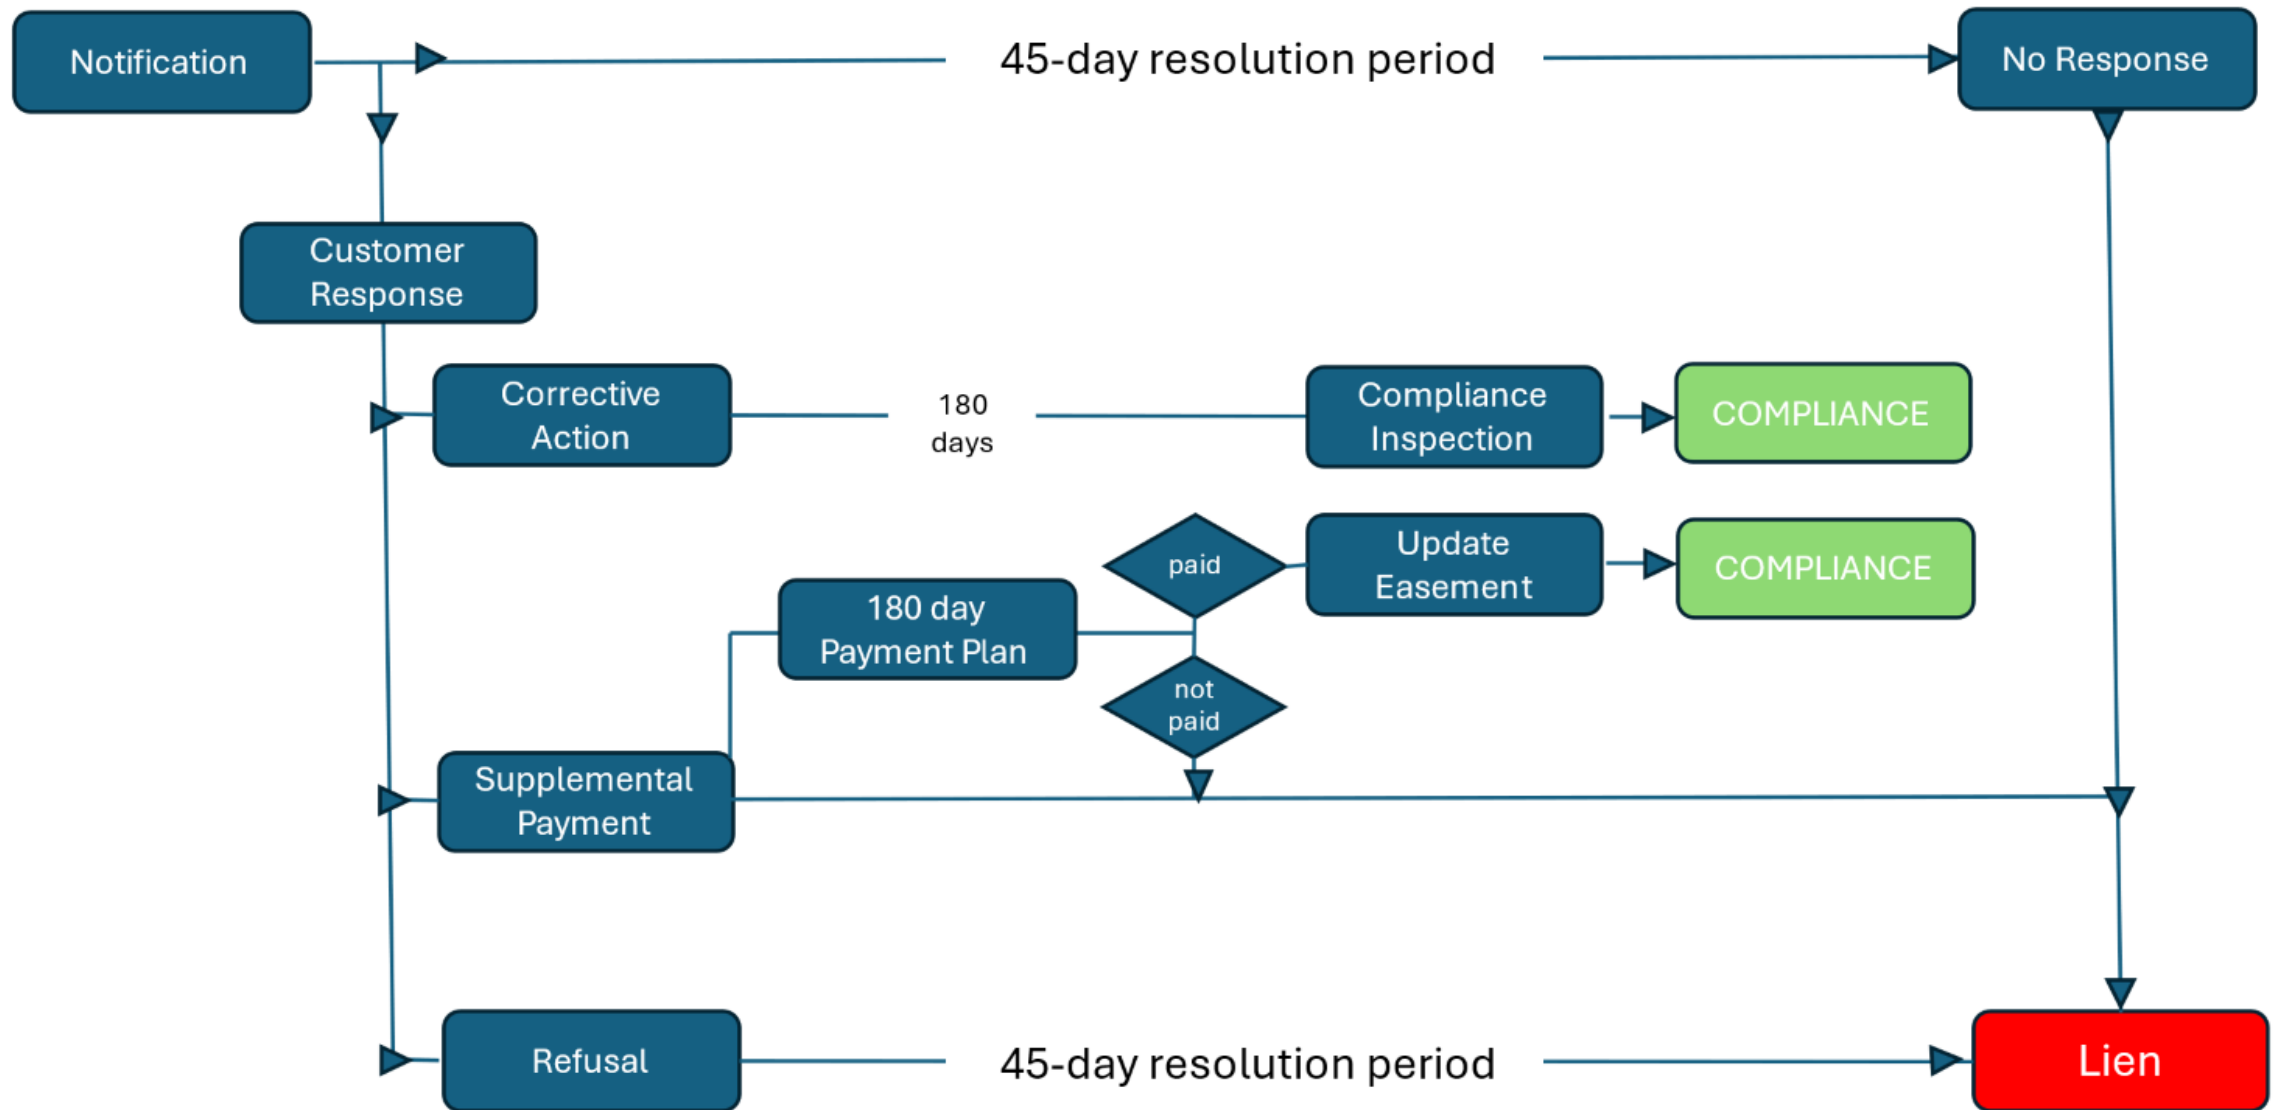 Notification
45-day resolution period
No Response
Customer
Response
Corrective
Action
180
days
Compliance
Inspection
COMPLIANCE
paid
Update
Easement
COMPLIANCE
180 day
Payment Plan
not
paid
Supplemental
Payment
Refusal
45-day resolution period
Lien